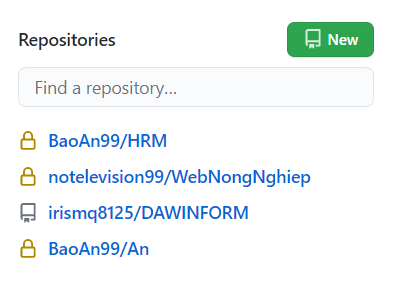 Repositories
New
Find a repository...
BaoAn99/HRM
notelevision99/WebNongNghiep
irismq8125/DAWINFORM
BaoAn99/An